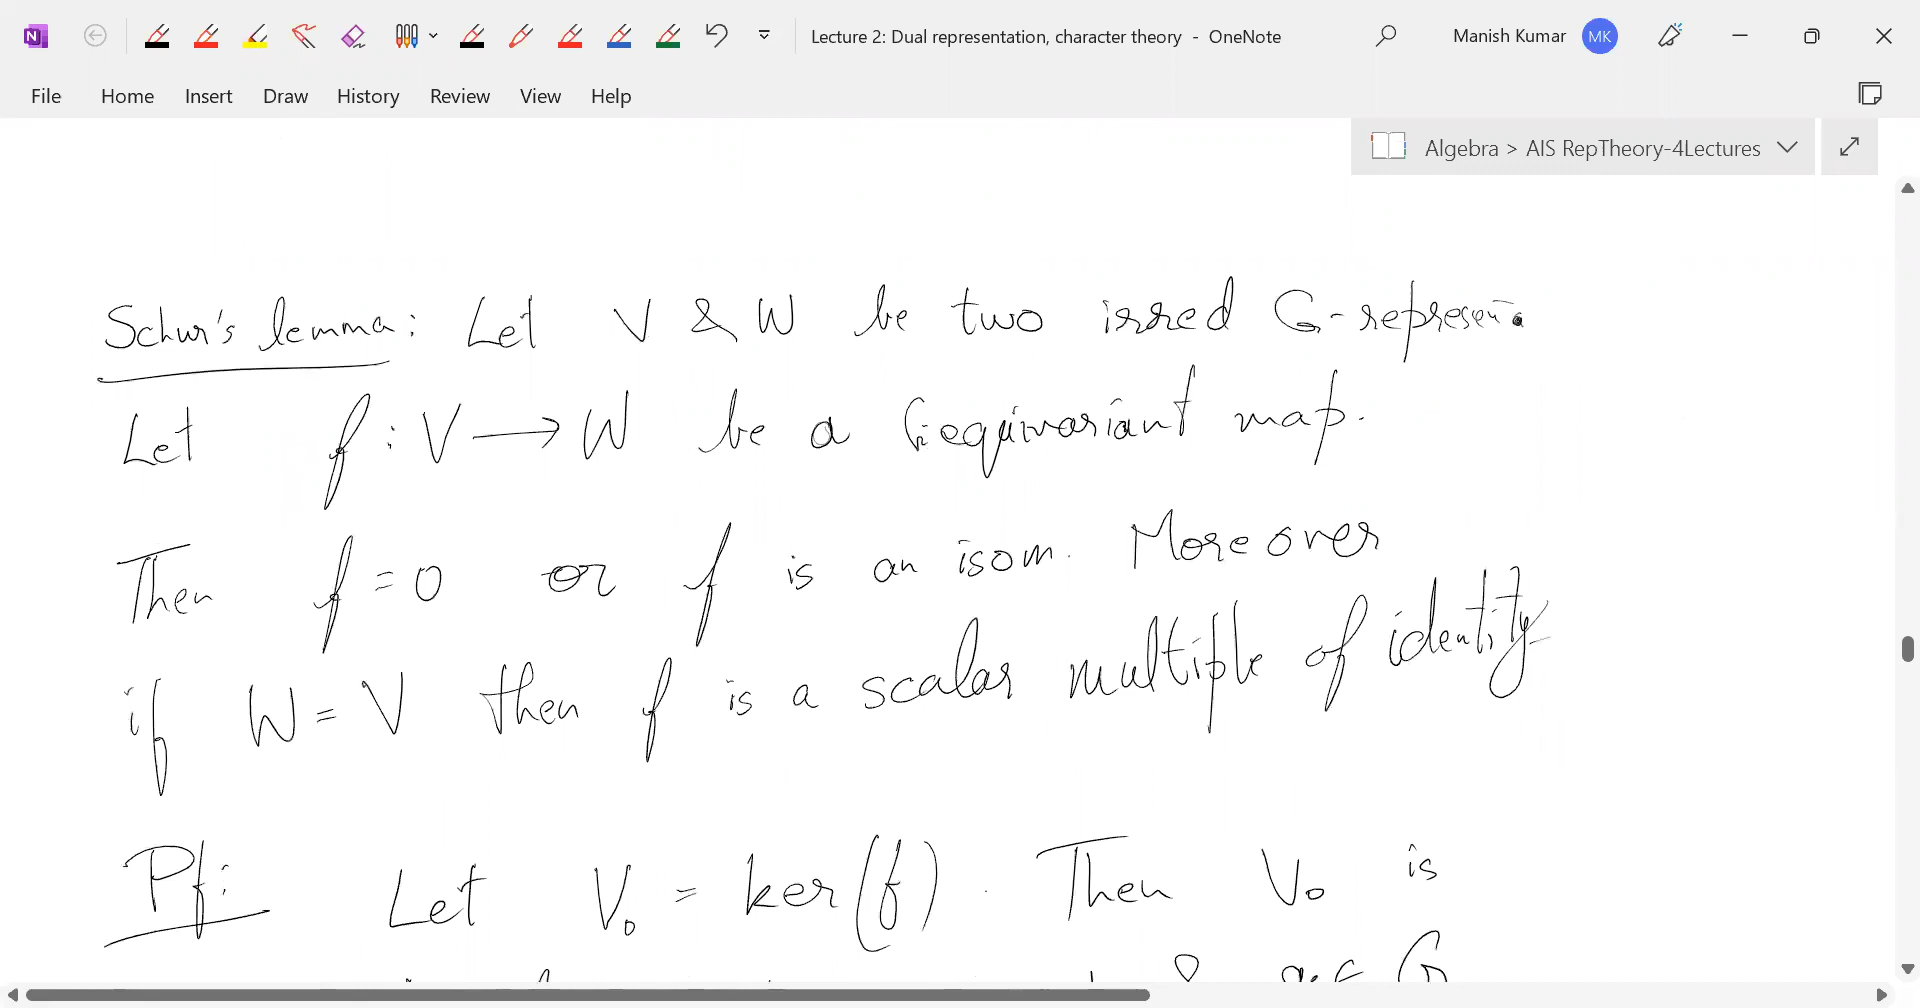 Lecture 2: Dual representation, character theory - OneNote
Manish Kumar
MK
File Home Insert Draw History Review View Help
Algebra > AIS RepTheory-4Lectures
Schur's lemma: Let V & W be two irred G-represen
Let f: V ⟶ W be a G-equivariant map.
Then f = 0 or f is an isom. Moreover
if W = V then f is a scalar multiple of identity
Pf: Let V₀ = ker(f). Then V₀ is